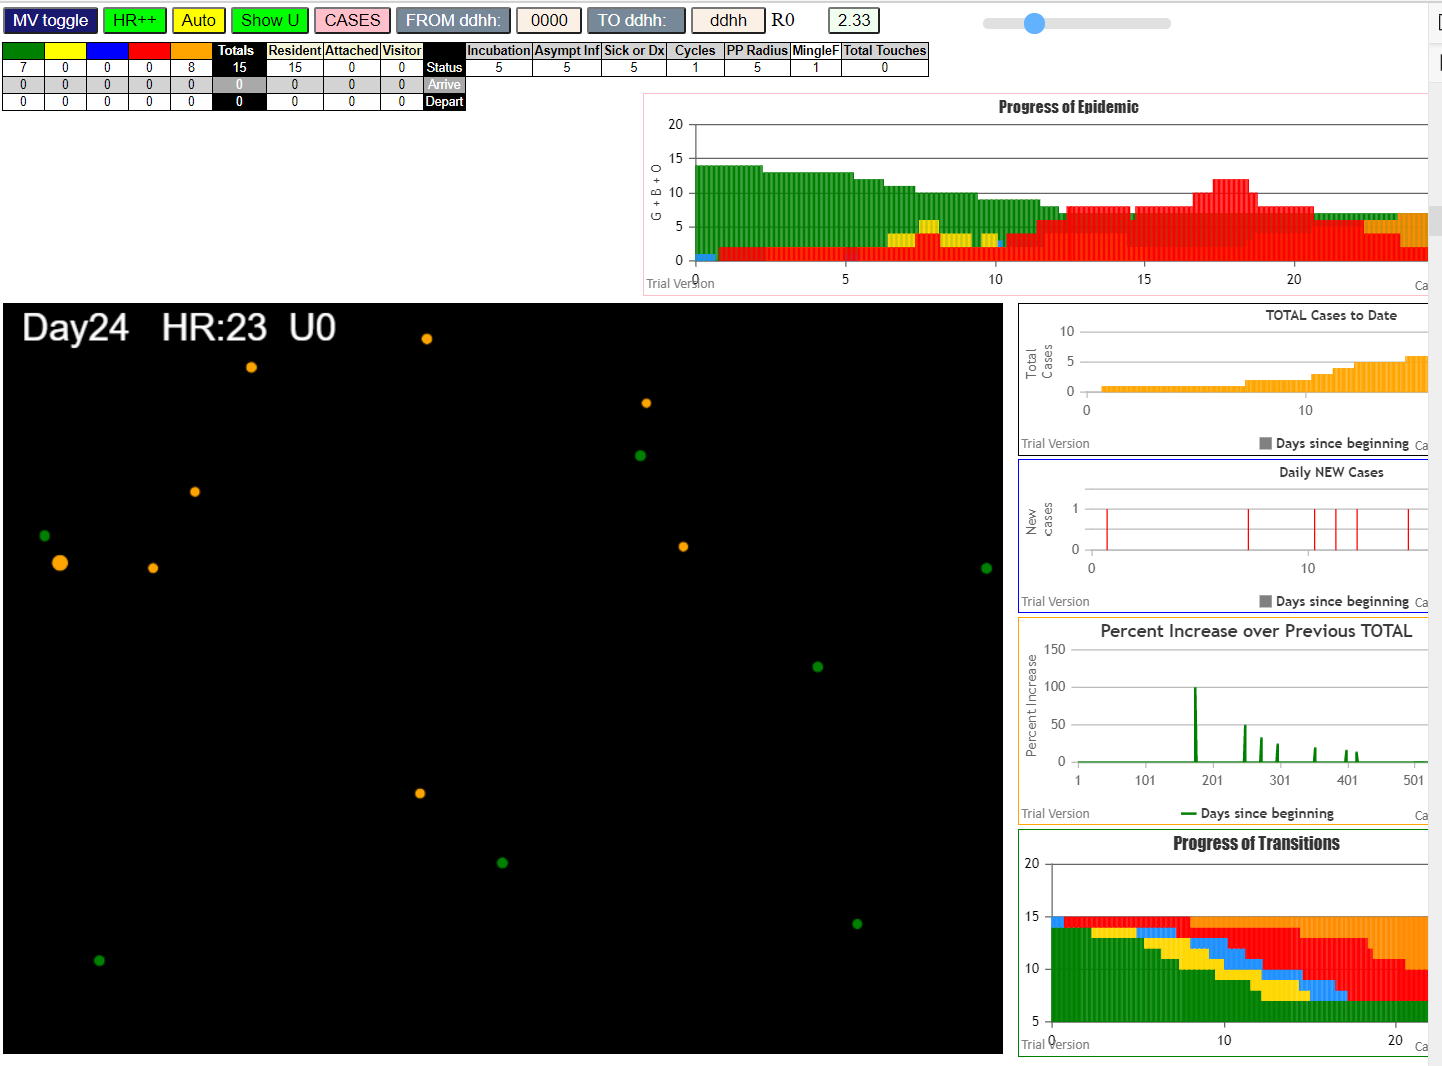 MV toggle HR++ Auto Show U CASES FROM ddhh: 0000 TO ddhh: ddhh R0 2.33
Totals Resident Attached Visitor Incubation Asympt Inf Sick or Dx Cycles PP Radius MingleF Total Touches
7 0 0 0 8 15 15 0 0 Status 5 5 5 1 5 1 0
0 0 0 0 0 0 0 0 0 Arrive
0 0 0 0 0 0 0 0 0 Depart
Progress of Epidemic
G + B + O
20
15
10
5
0
0 5 10 15 20
Trial Version Ca
Day24 HR:23 U0
TOTAL Cases to Date
Total
Cases
10
5
0
0 10
Days since beginning
Trial Version Ca
Daily NEW Cases
New
cases
1
0
0 10
Days since beginning
Trial Version Ca
Percent Increase over Previous TOTAL
Percent Increase
150
100
50
0
1 101 201 301 401 501
Days since beginning
Trial Version Ca
Progress of Transitions
20
15
10
5
0 10 20
Trial Version Ca